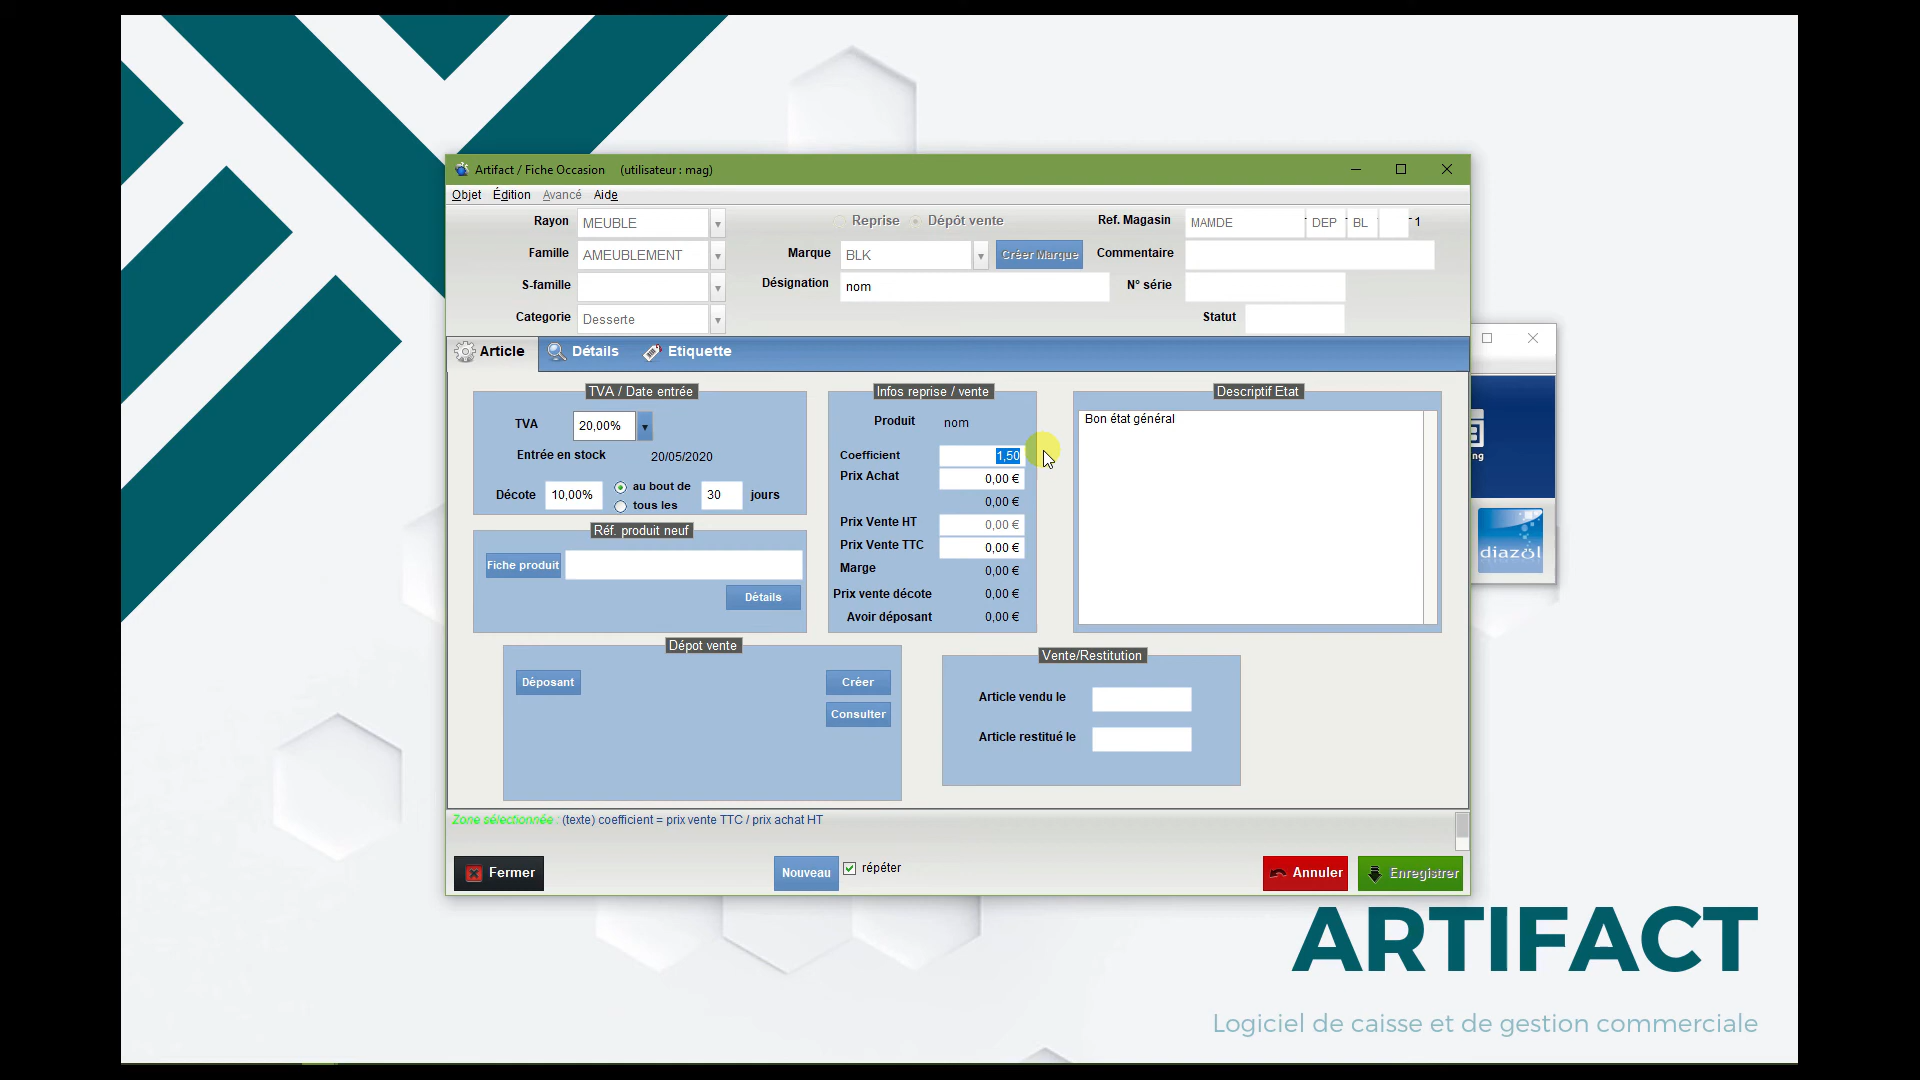 Artifact / Fiche Occasion (utilisateur : mag)
Objet Édition Avancé Aide
Rayon MEUBLE Reprise Dépôt vente Ref. Magasin MAMDE - DEP - BL - - 1
Famille AMEUBLEMENT Marque BLK Créer Marque Commentaire
S-famille Désignation nom N° série
Categorie Desserte Statut
Article Détails Etiquette
TVA / Date entrée
TVA 20,00%
Entrée en stock 20/05/2020
Décote 10,00% au bout de 30 jours
tous les
Réf. produit neuf
Fiche produit
Détails
Infos reprise / vente
Produit nom
Coefficient 1,50
Prix Achat 0,00 €
0,00 €
Prix Vente HT 0,00 €
Prix Vente TTC 0,00 €
Marge 0,00 €
Prix vente décote 0,00 €
Avoir déposant 0,00 €
Descriptif Etat
Bon état général
Dépot vente
Déposant Créer
Consulter
Vente/Restitution
Article vendu le
Article restitué le
Zone sélectionnée : (texte) coefficient = prix vente TTC / prix achat HT
Fermer Nouveau répéter Annuler Enregistrer
ng
diazol
ARTIFACT
Logiciel de caisse et de gestion commerciale